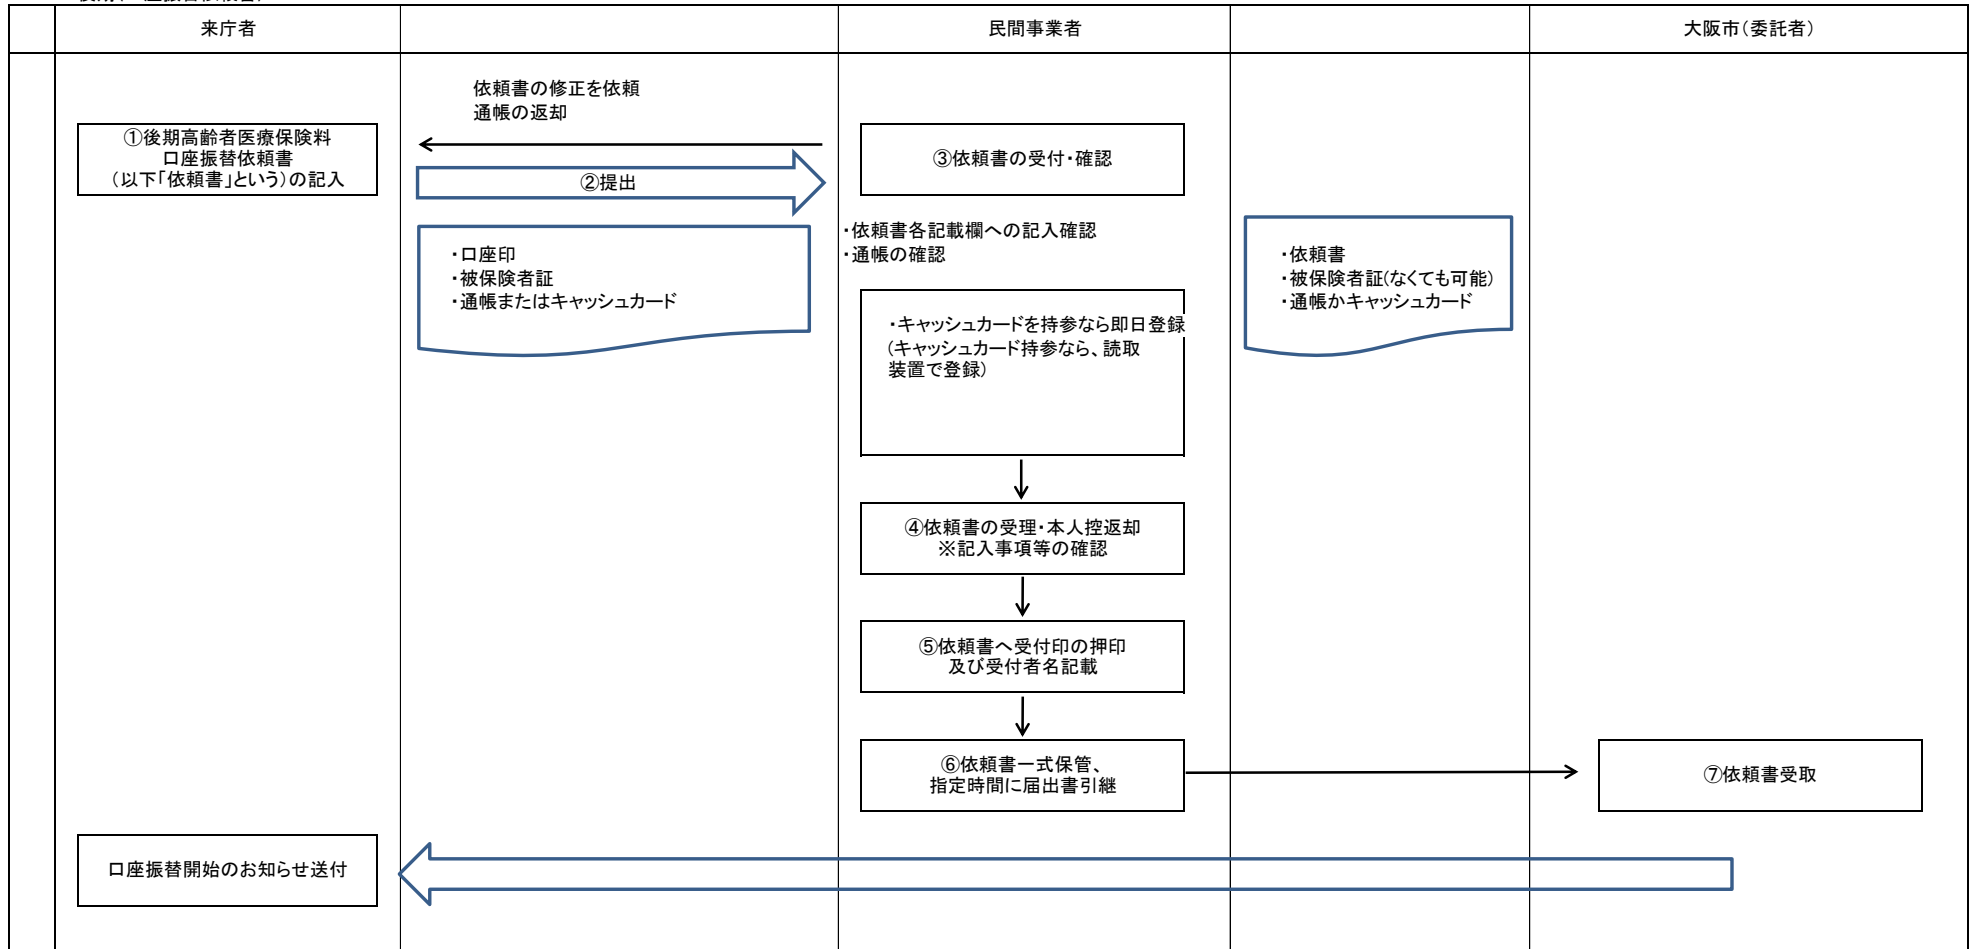 来庁者
民間事業者
大阪市(委託者)
依頼書の修正を依頼
通帳の返却
①後期高齢者医療保険料
口座振替依頼書
(以下「依頼書」という)の記入
②提出
③依頼書の受付・確認
・口座印
・被保険者証
・通帳またはキャッシュカード
・依頼書各記載欄への記入確認
・通帳の確認
・依頼書
・被保険者証(なくても可能)
・通帳かキャッシュカード
・キャッシュカードを持参なら即日登録
(キャッシュカード持参なら、読取
装置で登録)
④依頼書の受理・本人控返却
※記入事項等の確認
⑤依頼書へ受付印の押印
及び受付者名記載
⑥依頼書一式保管、
指定時間に届出書引継
⑦依頼書受取
口座振替開始のお知らせ送付